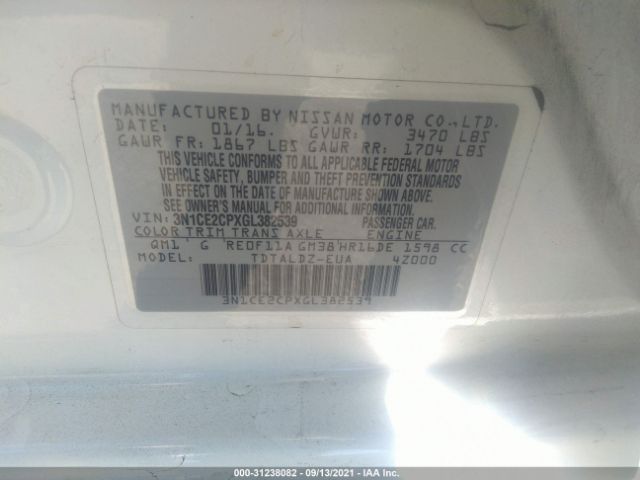 MANUFACTURED BY NISSAN MOTOR CO.,LTD.
DATE: 01/16. GVWR: 3470 LBS
GAWR FR: 1867 LBS GAWR RR: 1704 LBS
THIS VEHICLE CONFORMS TO ALL APPLICABLE FEDERAL MOTOR
VEHICLE SAFETY, BUMPER AND THEFT PREVENTION STANDARDS
IN EFFECT ON THE DATE OF MANUFACTURE SHOWN ABOVE.
SEE OWNER'S MANUAL FOR ADDITIONAL INFORMATION.
VIN: 3N1CE2CPXGL382539 PASSENGER CAR.
COLOR TRIM TRANS AXLE ENGINE
QM1 G RE0F11A GM38 HR16DE 1598 CC
MODEL: TDTALDZ-EUA 4Z000
3N1CE2CPXGL382539
000-31238082 - 09/13/2021 - IAA Inc.